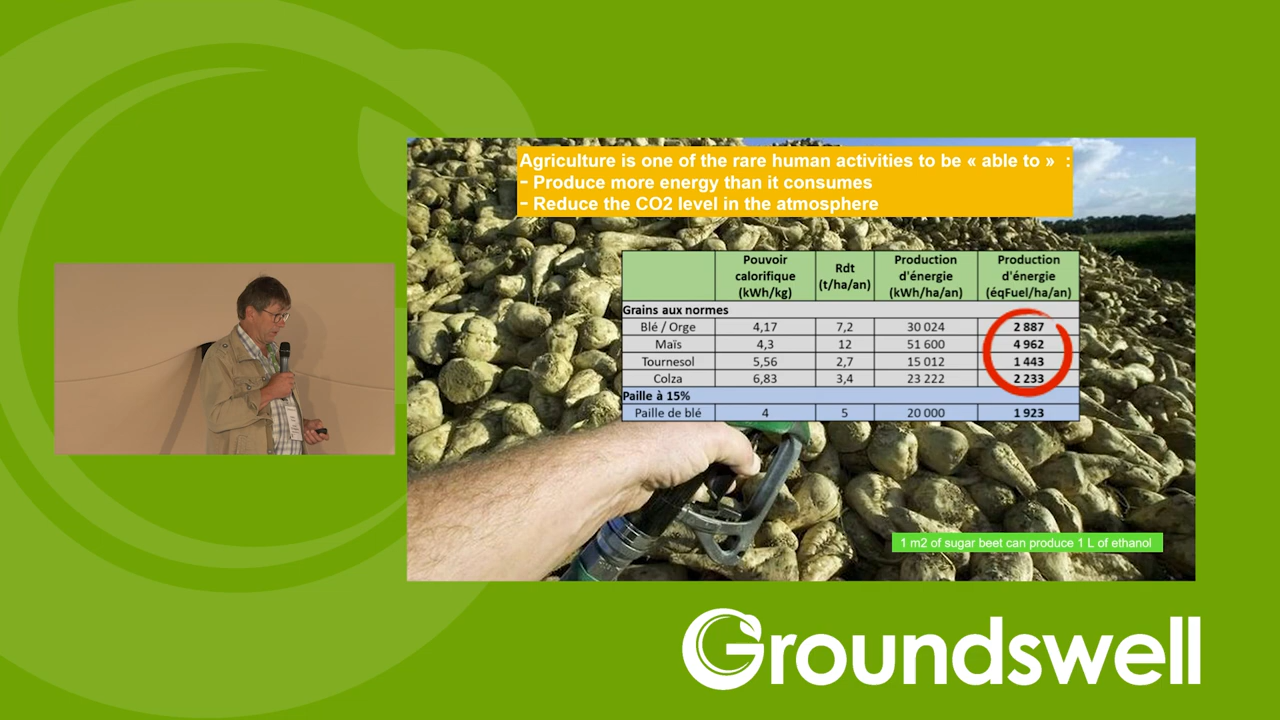 Agriculture is one of the rare human activities to be « able to » :
- Produce more energy than it consumes
- Reduce the CO2 level in the atmosphere
Pouvoir calorifique (kWh/kg) Rdt (t/ha/an) Production d'énergie (kWh/ha/an) Production d'énergie (éqFuel/ha/an)
Grains aux normes
Blé / Orge 4,17 7,2 30 024 2 887
Maïs 4,3 12 51 600 4 962
Tournesol 5,56 2,7 15 012 1 443
Colza 6,83 3,4 23 222 2 233
Paille à 15%
Paille de blé 4 5 20 000 1 923
1 m2 of sugar beet can produce 1 L of ethanol
Groundswell